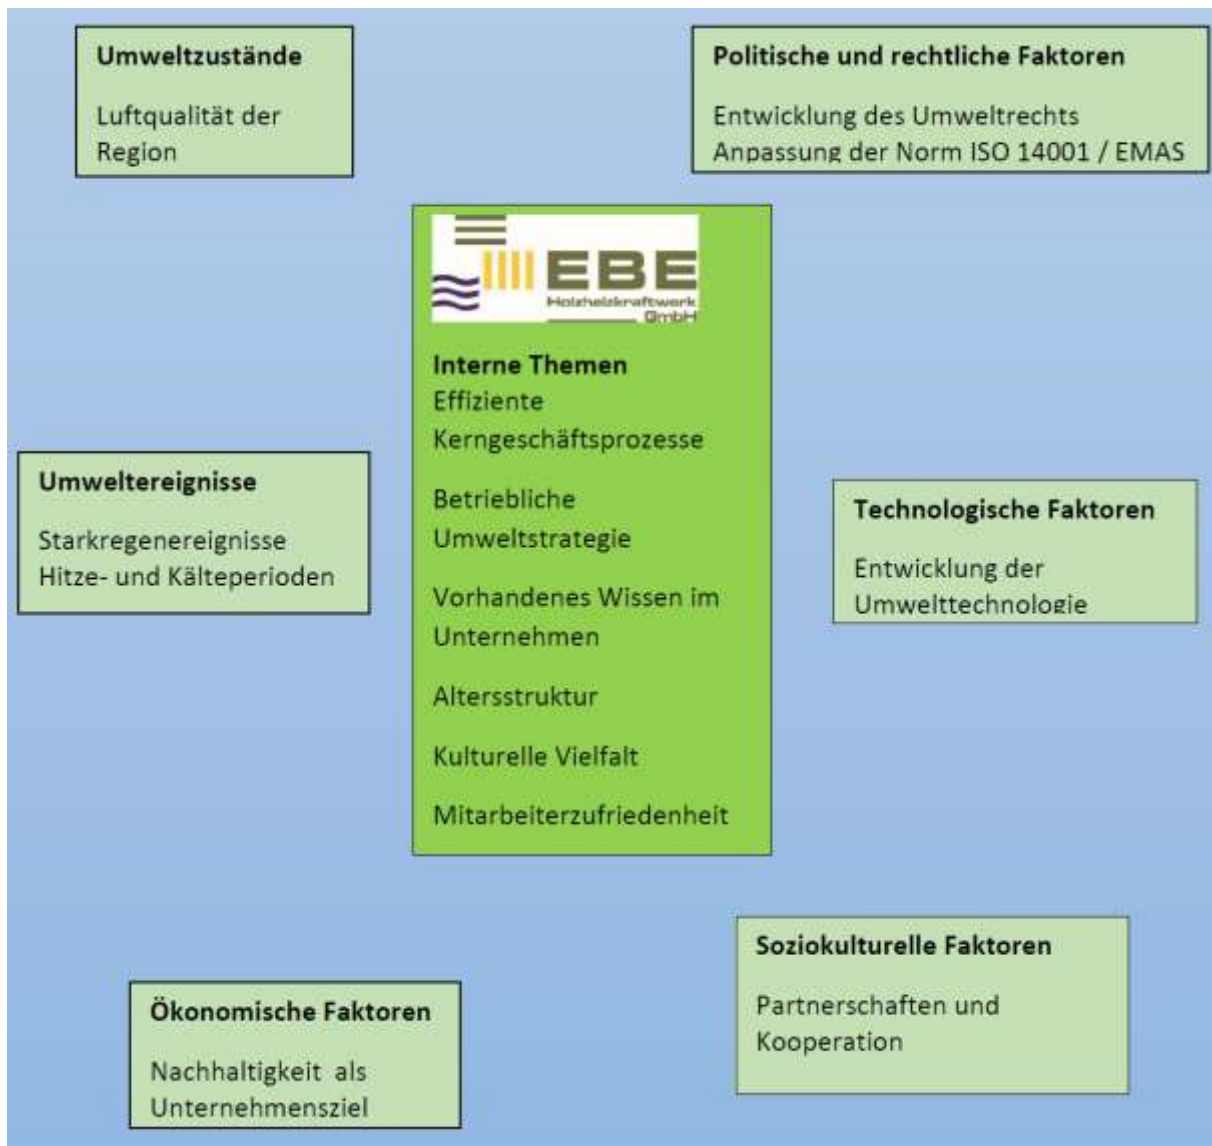 Umweltzustände
Luftqualität der
Region
Politische und rechtliche Faktoren
Entwicklung des Umweltrechts
Anpassung der Norm ISO 14001 / EMAS
EBE
Holzheizkraftwerk
GmbH
Interne Themen
Effiziente
Kerngeschäftsprozesse
Betriebliche
Umweltstrategie
Vorhandenes Wissen im
Unternehmen
Altersstruktur
Kulturelle Vielfalt
Mitarbeiterzufriedenheit
Umweltereignisse
Starkregenereignisse
Hitze- und Kälteperioden
Technologische Faktoren
Entwicklung der
Umwelttechnologie
Soziokulturelle Faktoren
Partnerschaften und
Kooperation
Ökonomische Faktoren
Nachhaltigkeit als
Unternehmensziel